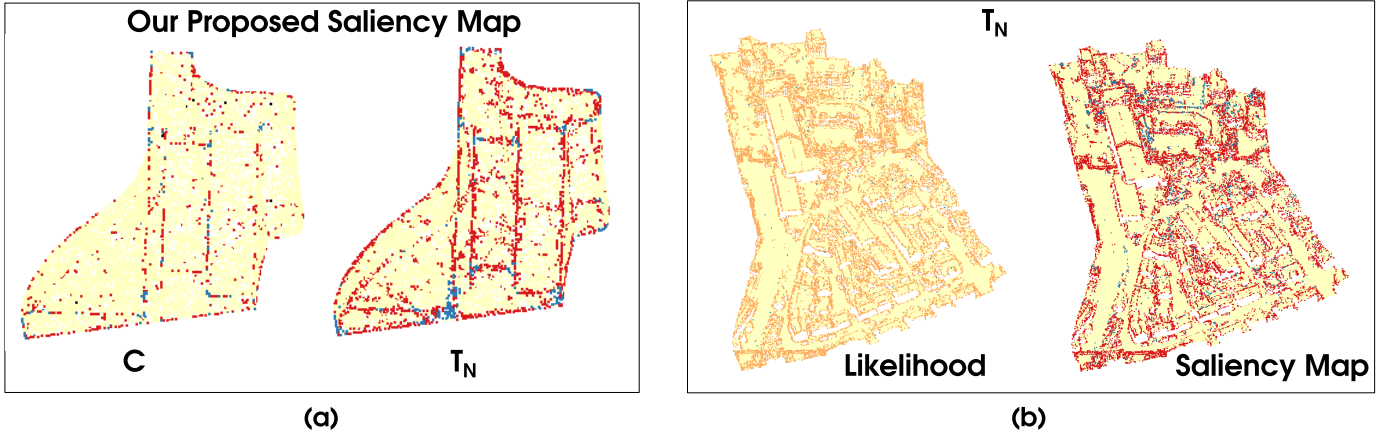 Our Proposed Saliency Map
C
T_N
(a)
T_N
Likelihood
Saliency Map
(b)